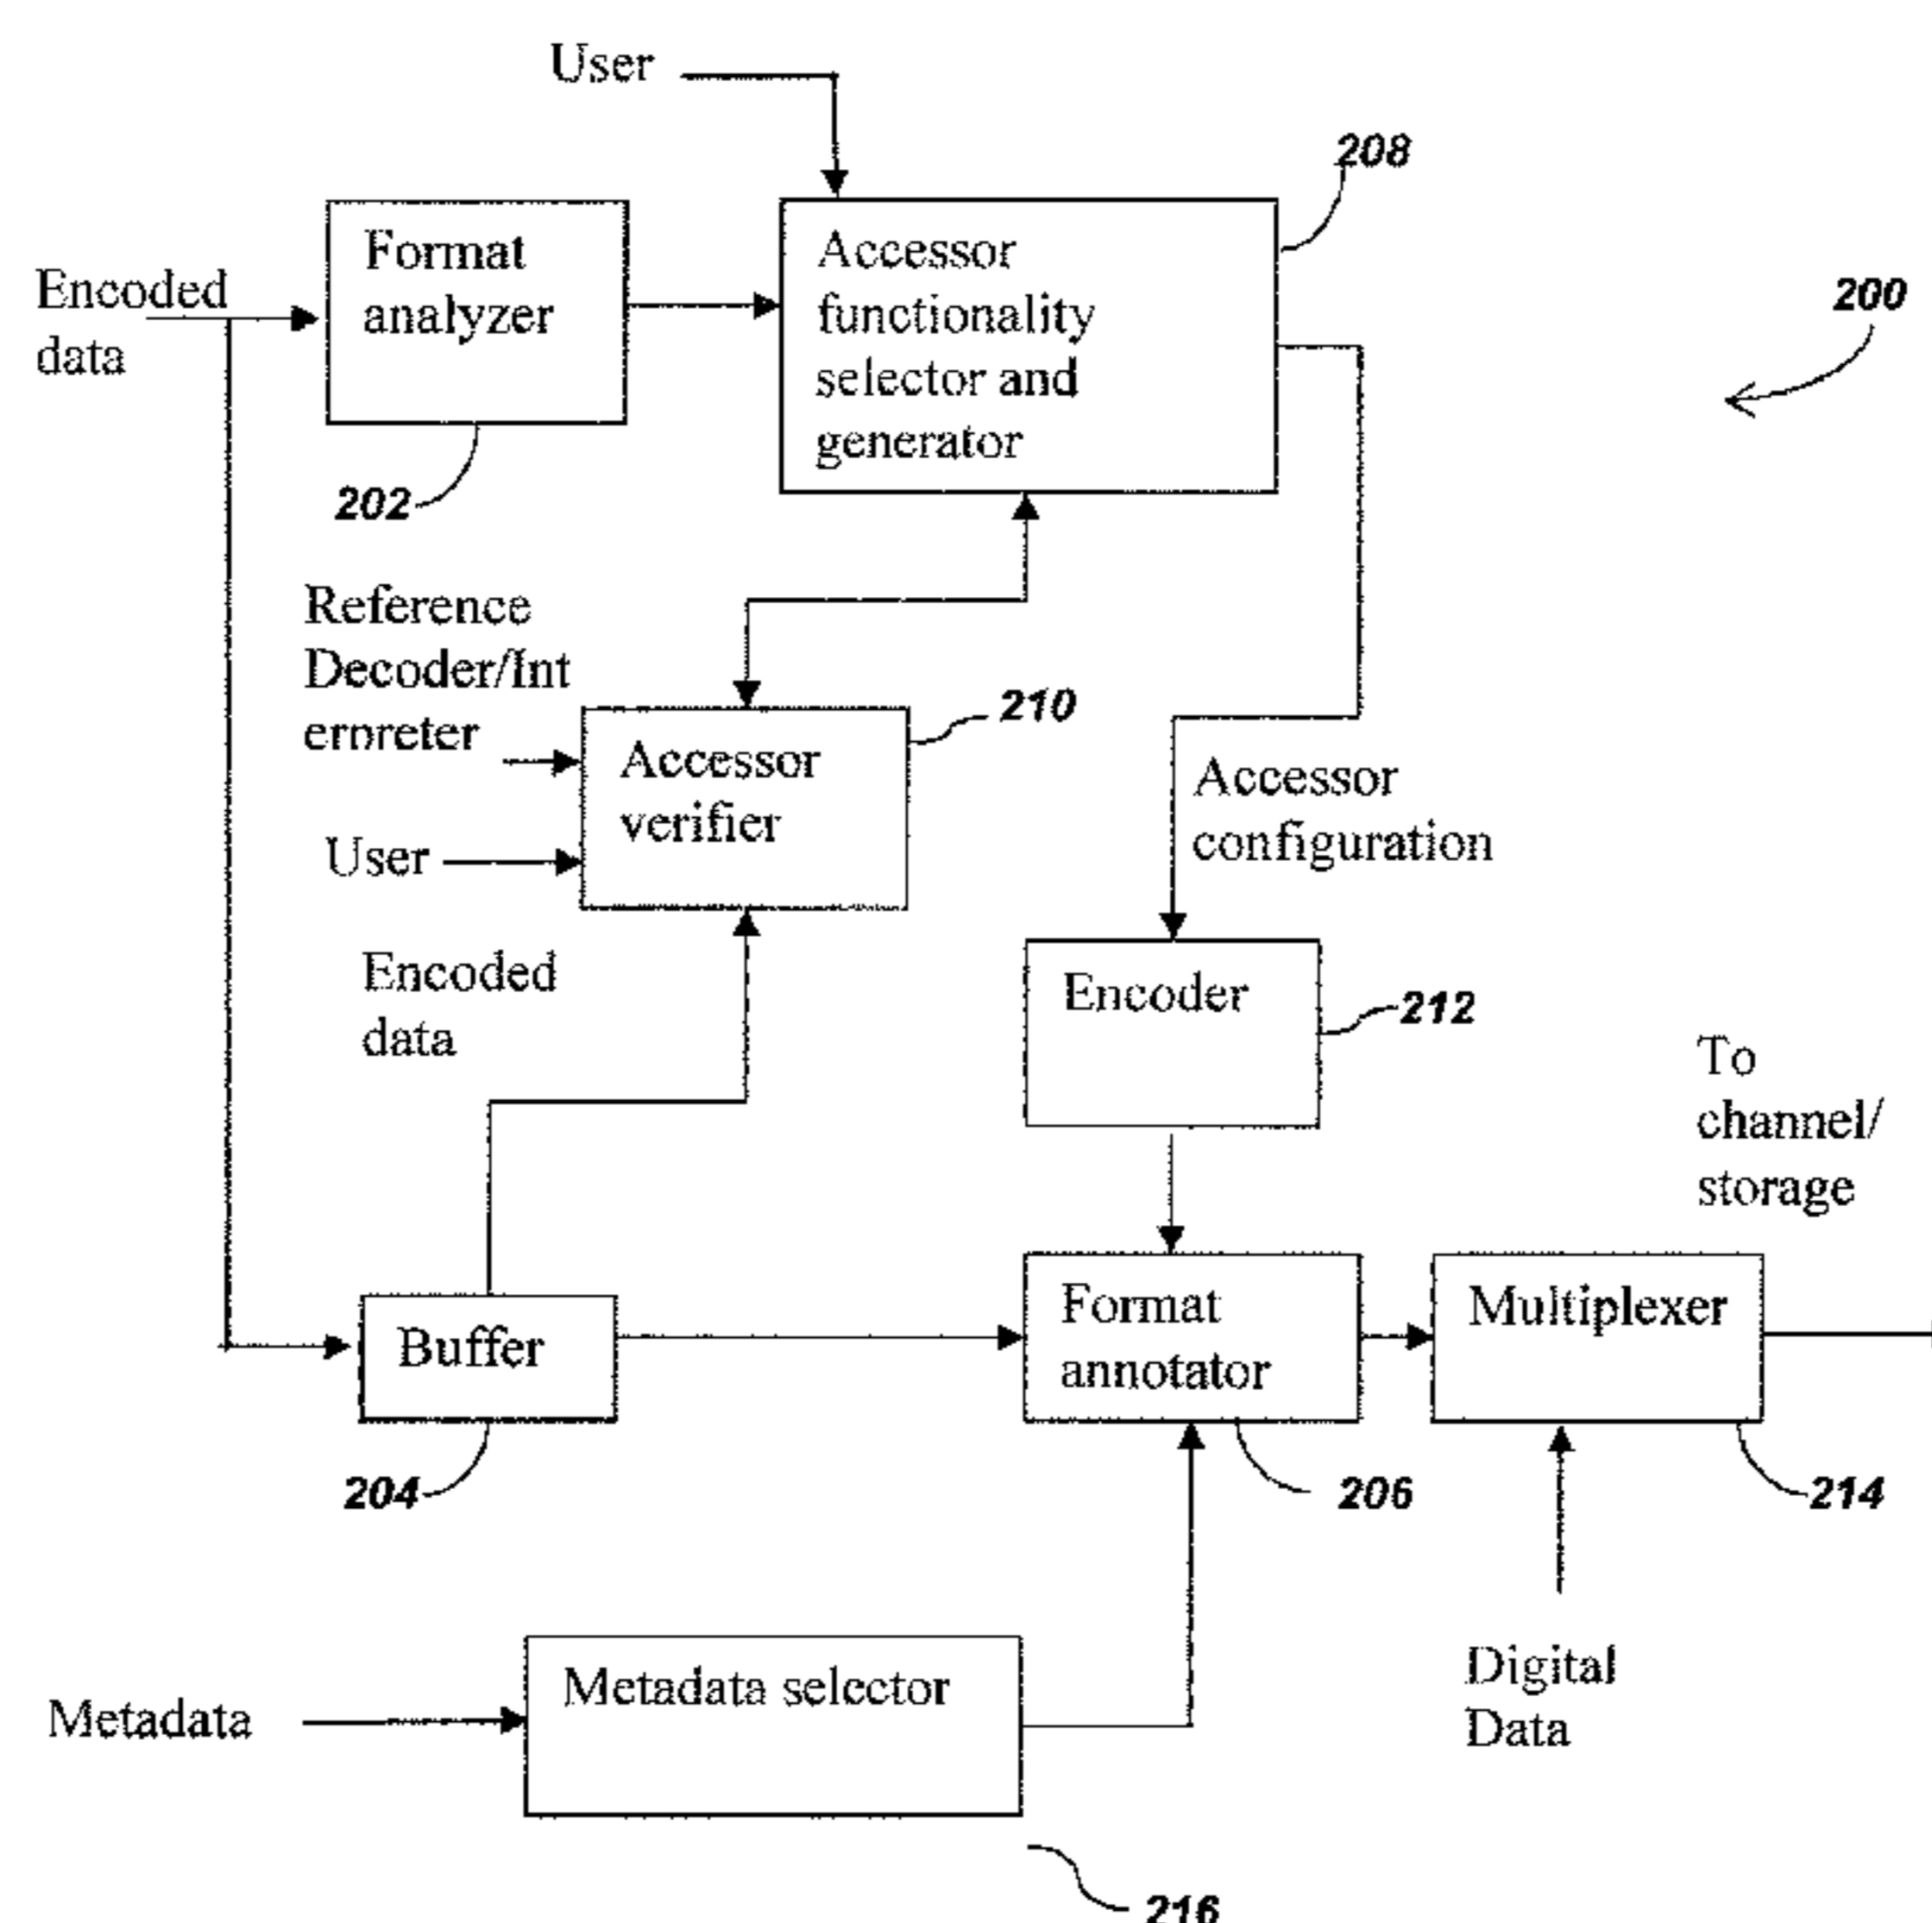 User
208
Format
analyzer
Accessor
functionality
selector and
generator
Encoded
data
200
202
Reference
Decoder/Int
erpreter
210
Accessor
verifier
User
Accessor
configuration
Encoded
data
Encoder
212
To
channel/
storage
Buffer
Format
annotator
Multiplexer
204
206
214
Metadata selector
Metadata
Digital
Data
216